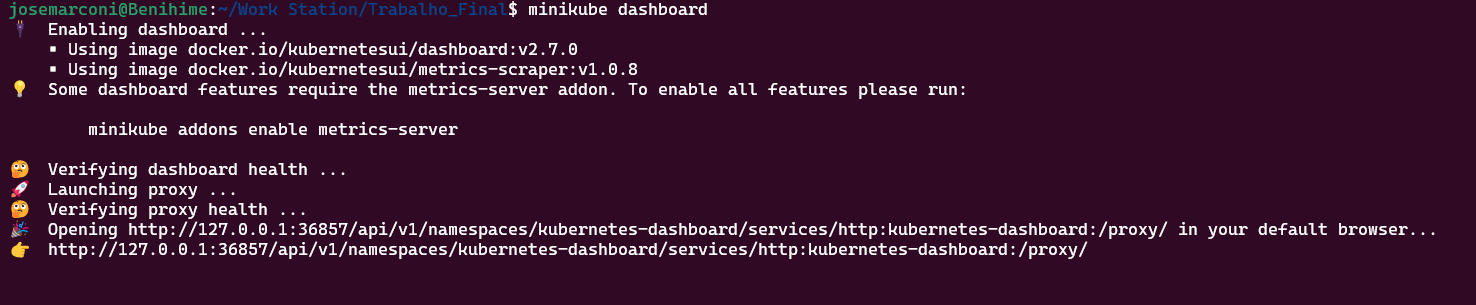 josemarconi@Benihime:~/Work Station/Trabalho_Final$ minikube dashboard
Enabling dashboard ...
▪ Using image docker.io/kubernetesui/dashboard:v2.7.0
▪ Using image docker.io/kubernetesui/metrics-scraper:v1.0.8
Some dashboard features require the metrics-server addon. To enable all features please run:
minikube addons enable metrics-server
Verifying dashboard health ...
Launching proxy ...
Verifying proxy health ...
Opening http://127.0.0.1:36857/api/v1/namespaces/kubernetes-dashboard/services/http:kubernetes-dashboard:/proxy/ in your default browser...
http://127.0.0.1:36857/api/v1/namespaces/kubernetes-dashboard/services/http:kubernetes-dashboard:/proxy/